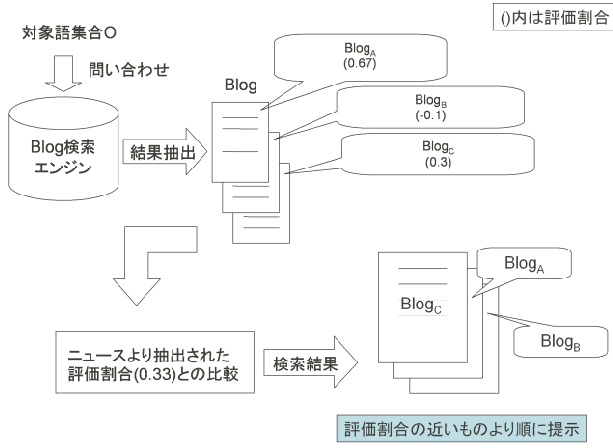 ()内は評価割合
対象語集合O
問い合わせ
Blog検索
エンジン
結果抽出
Blog
BlogA
(0.67)
BlogB
(-0.1)
BlogC
(0.3)
ニュースより抽出された
評価割合(0.33)との比較
検索結果
BlogC
BlogA
BlogB
評価割合の近いものより順に提示